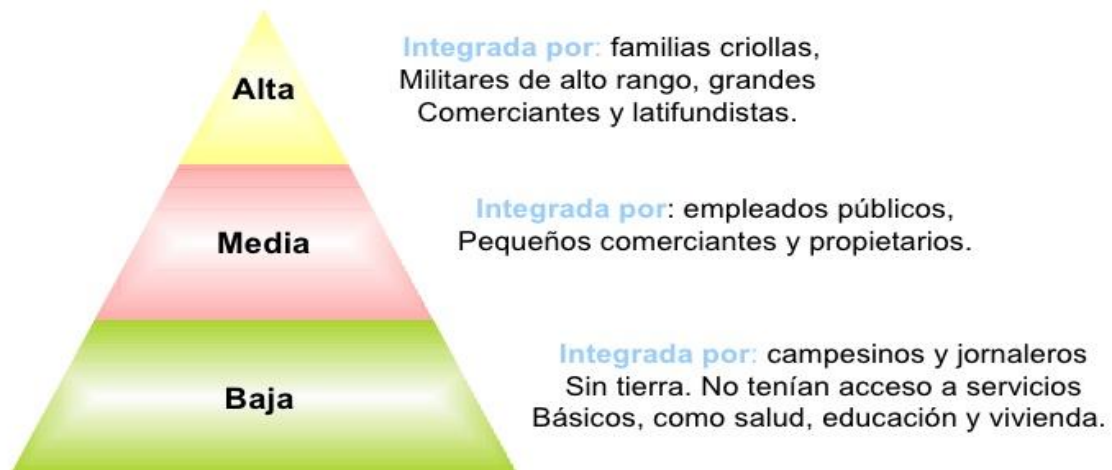 Alta
Integrada por: familias criollas,
Militares de alto rango, grandes
Comerciantes y latifundistas.
Media
Integrada por: empleados públicos,
Pequeños comerciantes y propietarios.
Baja
Integrada por: campesinos y jornaleros
Sin tierra. No tenían acceso a servicios
Básicos, como salud, educación y vivienda.